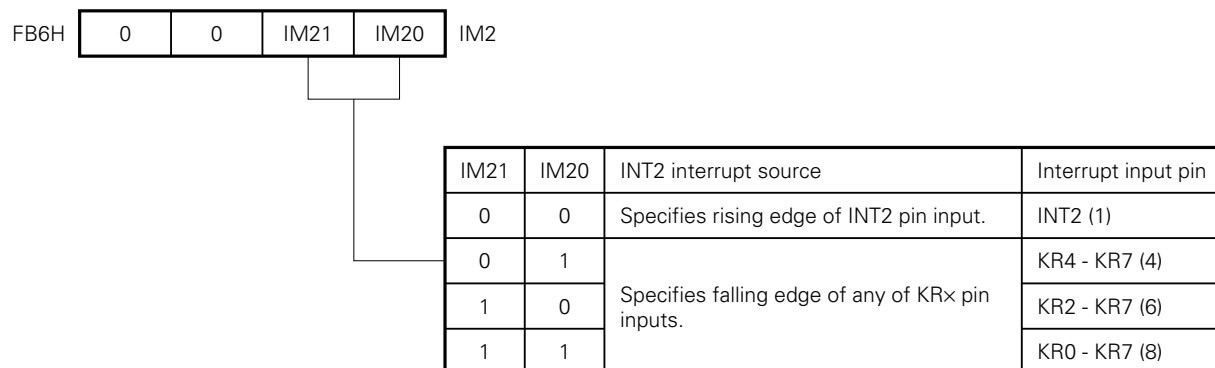 FB6H 0 0 IM21 IM20 IM2
IM21 IM20 INT2 interrupt source Interrupt input pin
0 0 Specifies rising edge of INT2 pin input. INT2 (1)
0 1 KR4 - KR7 (4)
Specifies falling edge of any of KR× pin
inputs.
1 0 KR2 - KR7 (6)
1 1 KR0 - KR7 (8)